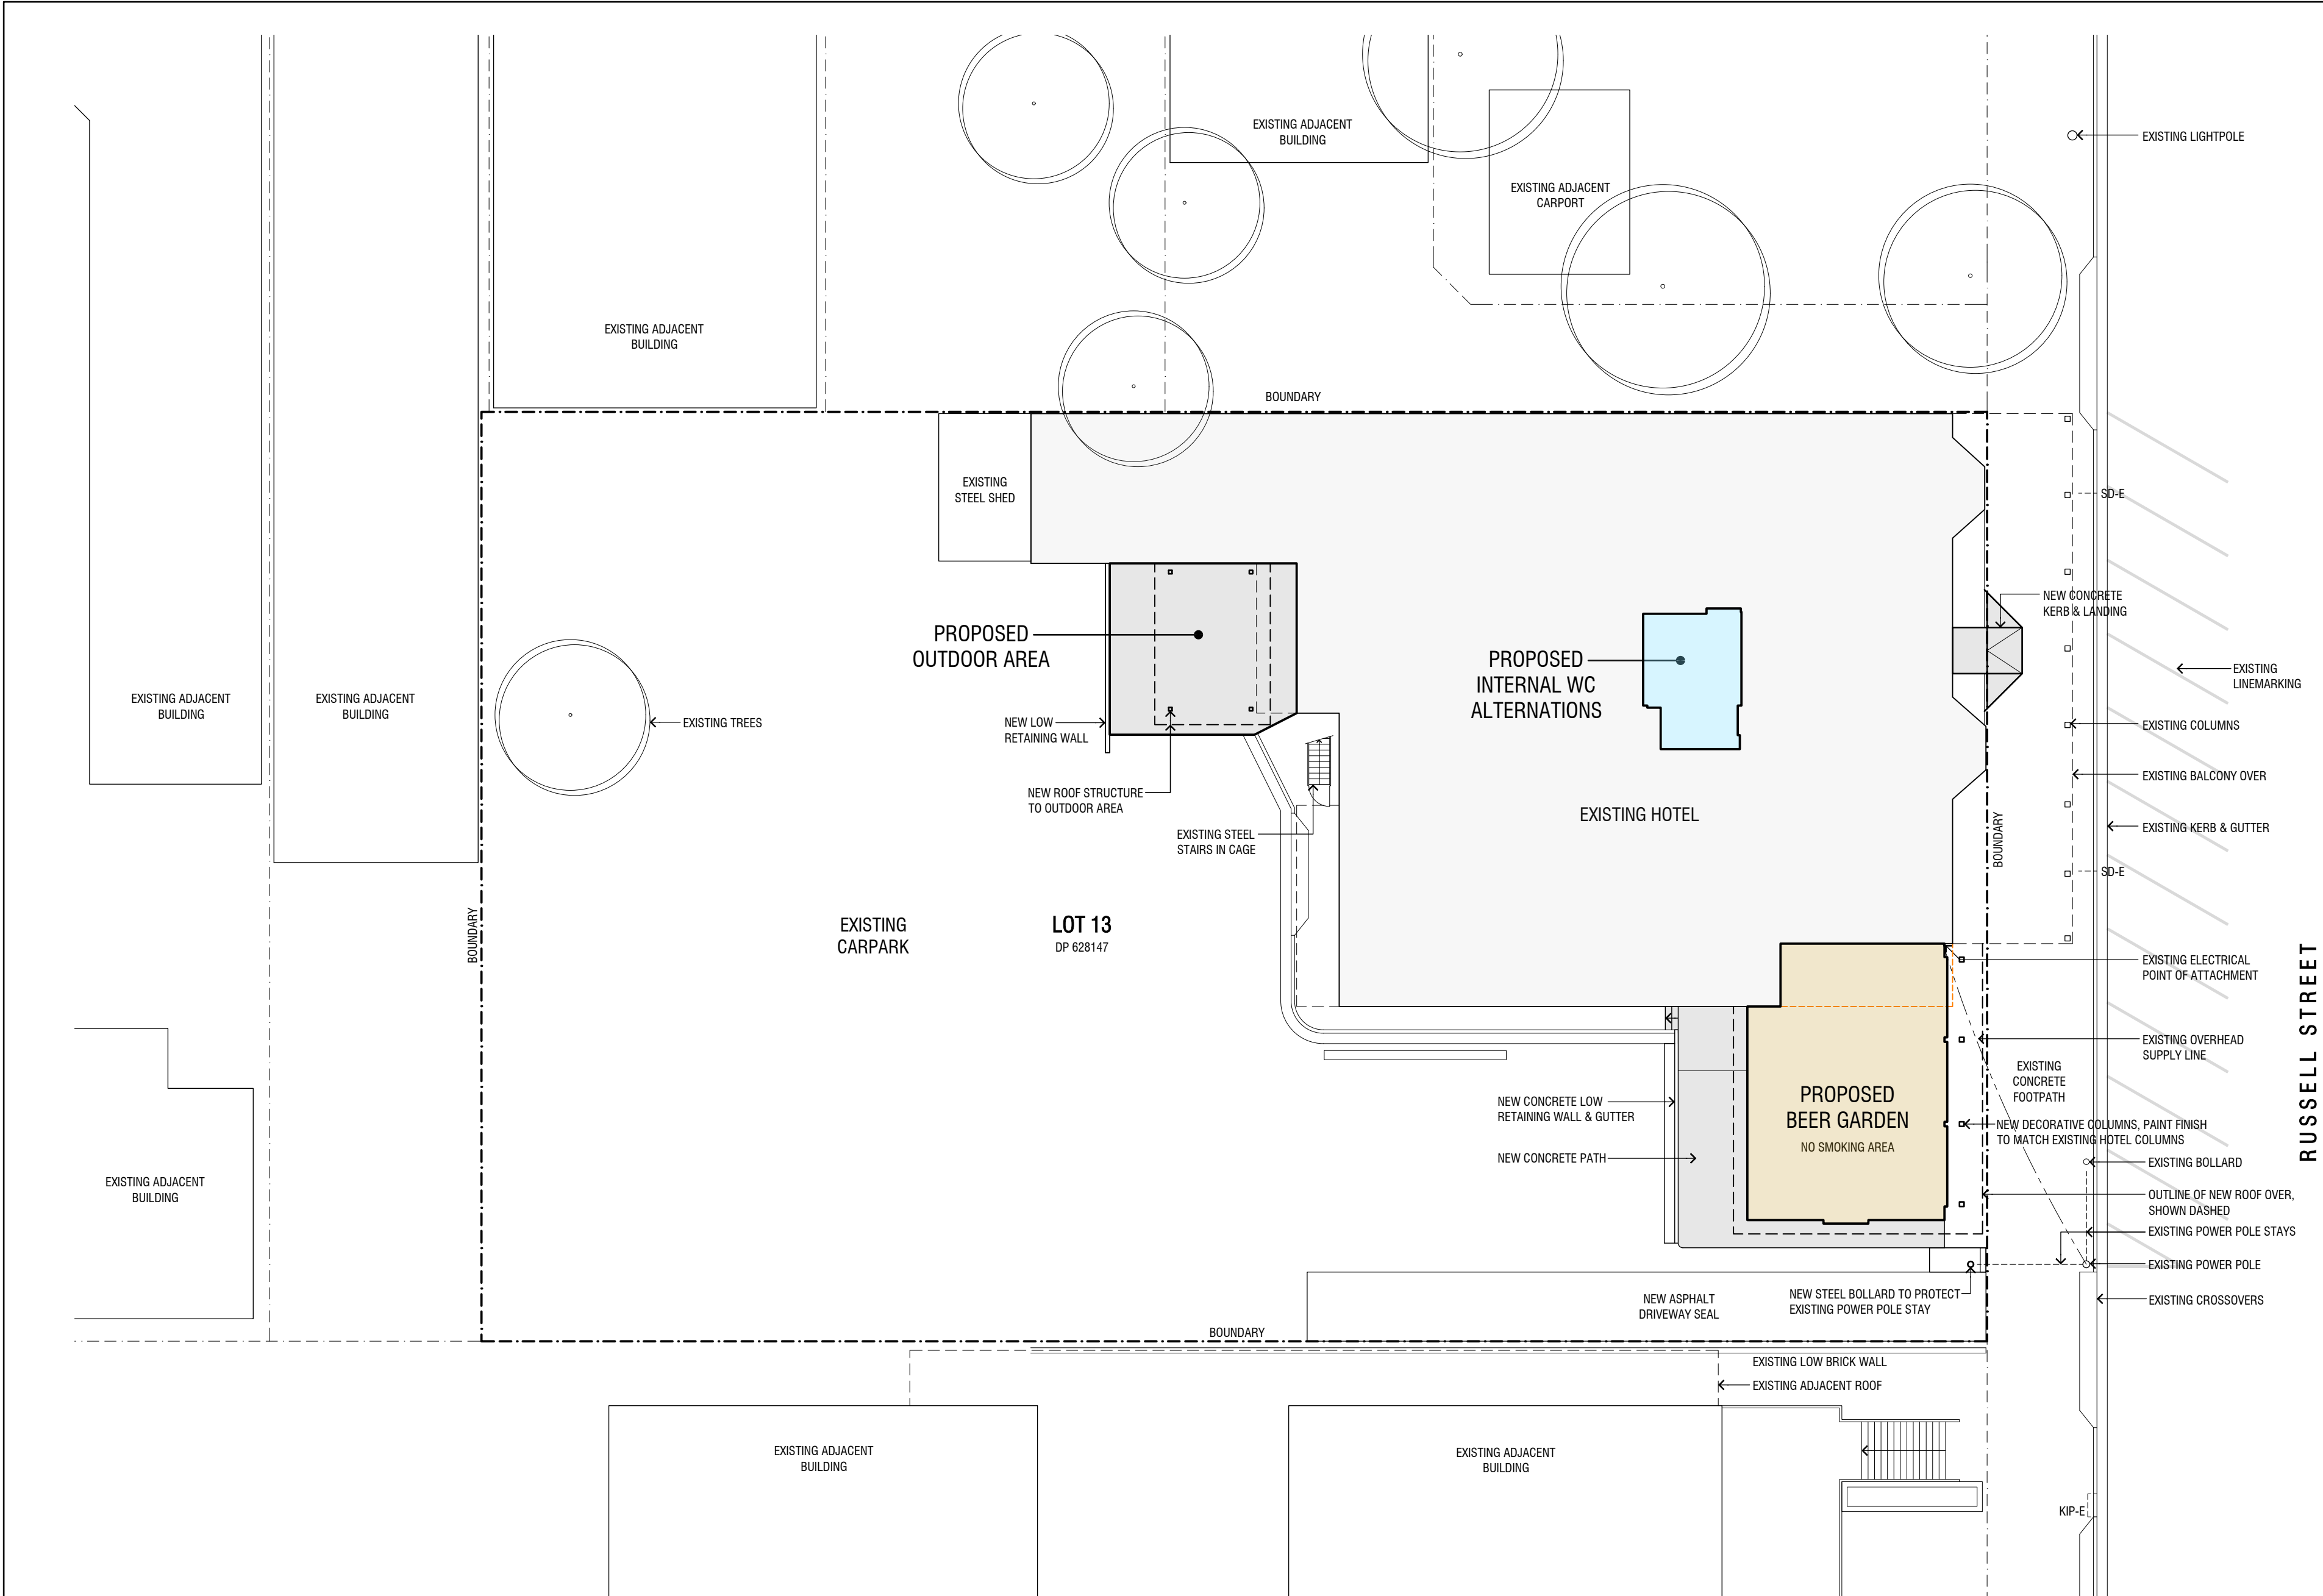 EXISTING ADJACENT
BUILDING
EXISTING LIGHTPOLE
EXISTING ADJACENT
CARPORT
EXISTING ADJACENT
BUILDING
BOUNDARY
EXISTING
STEEL SHED
SD-E
NEW CONCRETE
KERB & LANDING
PROPOSED
OUTDOOR AREA
PROPOSED
INTERNAL WC
ALTERNATIONS
EXISTING
LINEMARKING
EXISTING ADJACENT
BUILDING
EXISTING ADJACENT
BUILDING
EXISTING TREES
NEW LOW
RETAINING WALL
EXISTING COLUMNS
EXISTING BALCONY OVER
NEW ROOF STRUCTURE
TO OUTDOOR AREA
EXISTING HOTEL
EXISTING STEEL
STAIRS IN CAGE
BOUNDARY
EXISTING KERB & GUTTER
SD-E
BOUNDARY
EXISTING
CARPARK
LOT 13
DP 628147
EXISTING ELECTRICAL
POINT OF ATTACHMENT
RUSSELL STREET
EXISTING OVERHEAD
SUPPLY LINE
EXISTING
CONCRETE
FOOTPATH
NEW CONCRETE LOW
RETAINING WALL & GUTTER
PROPOSED
BEER GARDEN
NO SMOKING AREA
NEW DECORATIVE COLUMNS, PAINT FINISH
TO MATCH EXISTING HOTEL COLUMNS
NEW CONCRETE PATH
EXISTING BOLLARD
EXISTING ADJACENT
BUILDING
OUTLINE OF NEW ROOF OVER,
SHOWN DASHED
EXISTING POWER POLE STAYS
EXISTING POWER POLE
NEW ASPHALT
DRIVEWAY SEAL
NEW STEEL BOLLARD TO PROTECT
EXISTING POWER POLE STAY
EXISTING CROSSOVERS
BOUNDARY
EXISTING LOW BRICK WALL
EXISTING ADJACENT ROOF
EXISTING ADJACENT
BUILDING
EXISTING ADJACENT
BUILDING
KIP-E